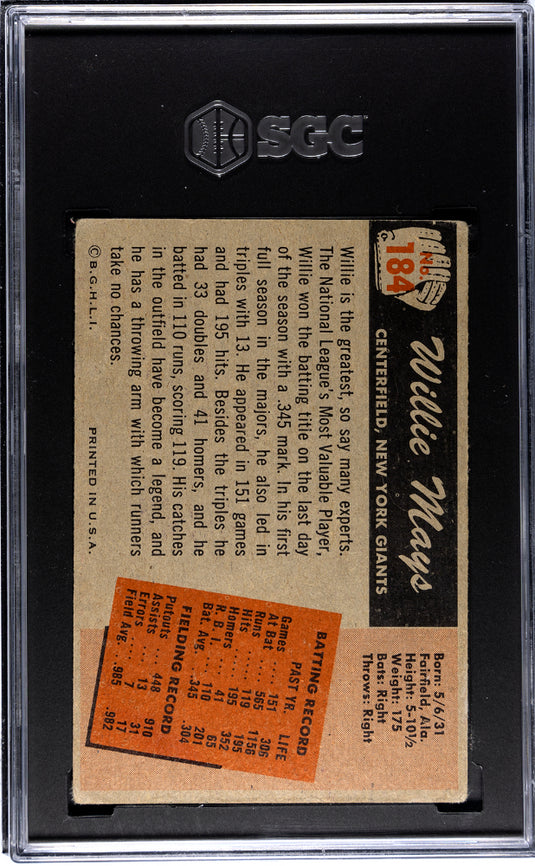 SGC
No.
184
Willie Mays
CENTERFIELD, NEW YORK GIANTS
Born: 5/6/31
Fairfield, Ala.
Height: 5-10½
Weight: 175
Bats: Right
Throws: Right
Willie is the greatest, so say many experts.
The National League's Most Valuable Player,
Willie won the batting title on the last day
of the season with a .345 mark. In his first
full season in the majors, he also led in
triples with 13. He appeared in 151 games
and had 195 hits. Besides the triples he
had 33 doubles and 41 homers, and he
batted in 110 runs, scoring 119. His catches
in the outfield have become a legend, and
he has a throwing arm with which runners
take no chances.
BATTING RECORD
PAST YR. LIFE
Games .... 151 306
At Bat .... 565 1156
Runs .... 119 195
Hits .... 195 352
Homers .... 41 65
R. B. I. .... 110 201
Bat. Avg. .. .345 .304
FIELDING RECORD
Putouts .... 448 910
Assists .... 13 31
Errors .... 7 17
Field Avg. .. .985 .982
© B.G.H.L.I. PRINTED IN U.S.A.